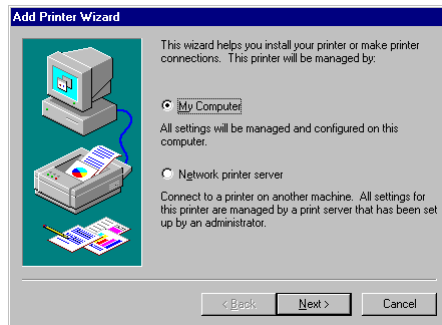 Add Printer Wizard
This wizard helps you install your printer or make printer
connections. This printer will be managed by:
My Computer
All settings will be managed and configured on this
computer.
Network printer server
Connect to a printer on another machine. All settings for
this printer are managed by a print server that has been set
up by an administrator.
< Back
Next >
Cancel